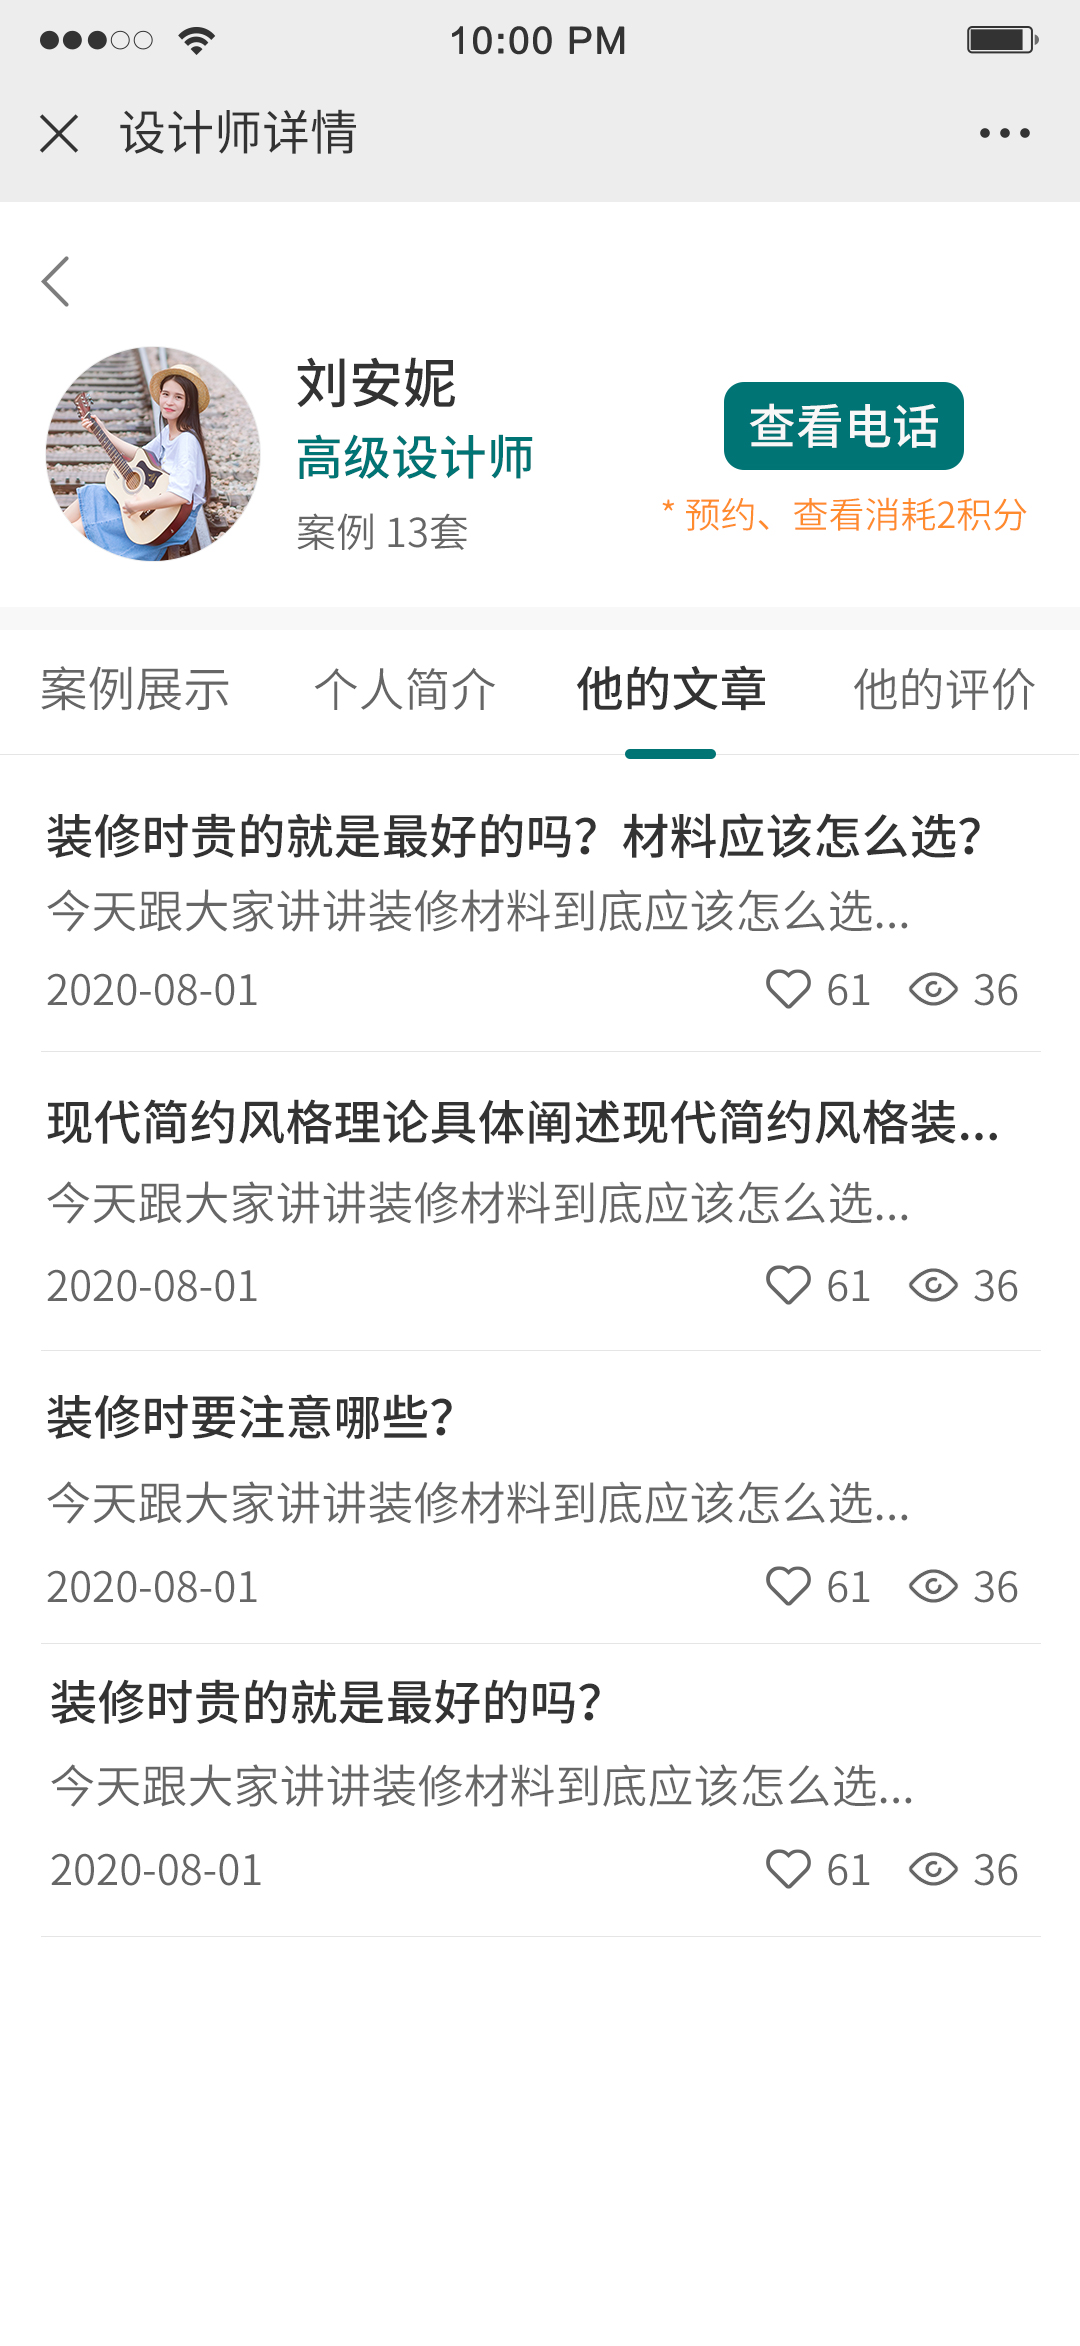 10:00 PM
设计师详情
刘安妮
高级设计师
案例 13套
查看电话
* 预约、查看消耗2积分
案例展示 个人简介 他的文章 他的评价
装修时贵的就是最好的吗？材料应该怎么选？
今天跟大家讲讲装修材料到底应该怎么选...
2020-08-01 61 36
现代简约风格理论具体阐述现代简约风格装...
今天跟大家讲讲装修材料到底应该怎么选...
2020-08-01 61 36
装修时要注意哪些？
今天跟大家讲讲装修材料到底应该怎么选...
2020-08-01 61 36
装修时贵的就是最好的吗？
今天跟大家讲讲装修材料到底应该怎么选...
2020-08-01 61 36